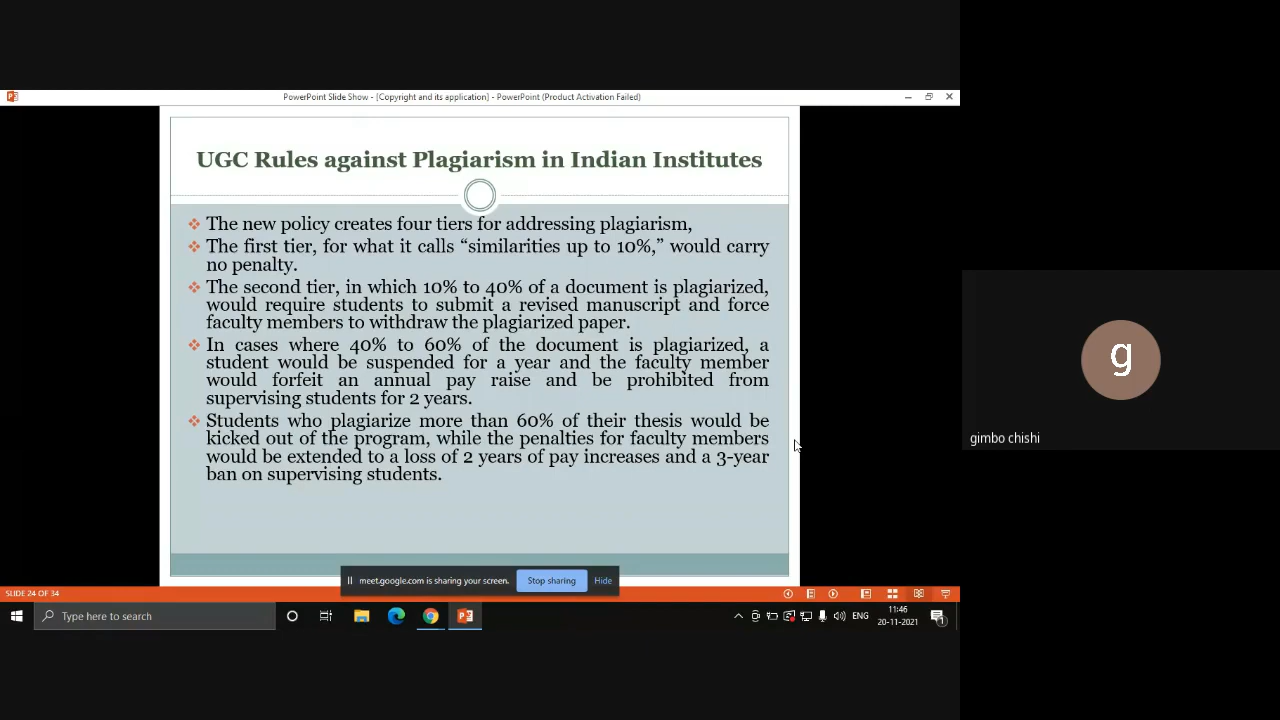 PowerPoint Slide Show - [Copyright and its application] - PowerPoint (Product Activation Failed)
UGC Rules against Plagiarism in Indian Institutes
The new policy creates four tiers for addressing plagiarism,
The first tier, for what it calls “similarities up to 10%,” would carry
no penalty.
The second tier, in which 10% to 40% of a document is plagiarized,
would require students to submit a revised manuscript and force
faculty members to withdraw the plagiarized paper.
In cases where 40% to 60% of the document is plagiarized, a
student would be suspended for a year and the faculty member
would forfeit an annual pay raise and be prohibited from
supervising students for 2 years.
Students who plagiarize more than 60% of their thesis would be
kicked out of the program, while the penalties for faculty members
would be extended to a loss of 2 years of pay increases and a 3-year
ban on supervising students.
g
gimbo chishi
meet.google.com is sharing your screen. Stop sharing Hide
SLIDE 24 OF 34
Type here to search
ENG
11:46
20-11-2021
1